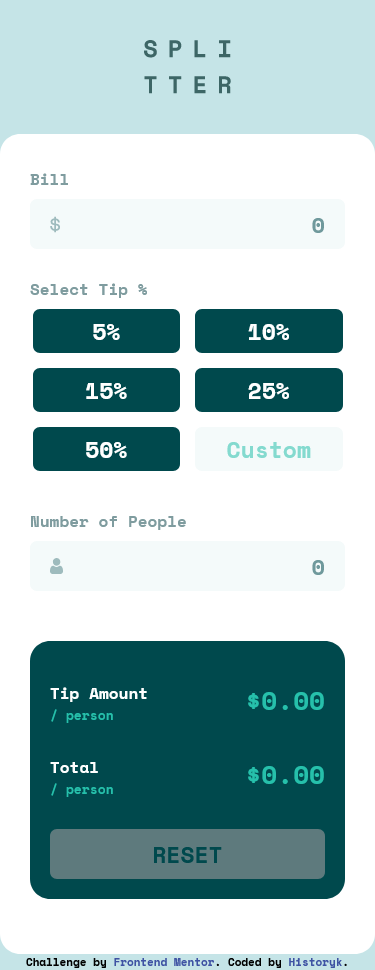 SPLI
TTER
Bill
$ 0
Select Tip %
5% 10%
15% 25%
50% Custom
Number of People
0
Tip Amount $0.00
/ person
Total $0.00
/ person
RESET
Challenge by Frontend Mentor. Coded by Historyk.